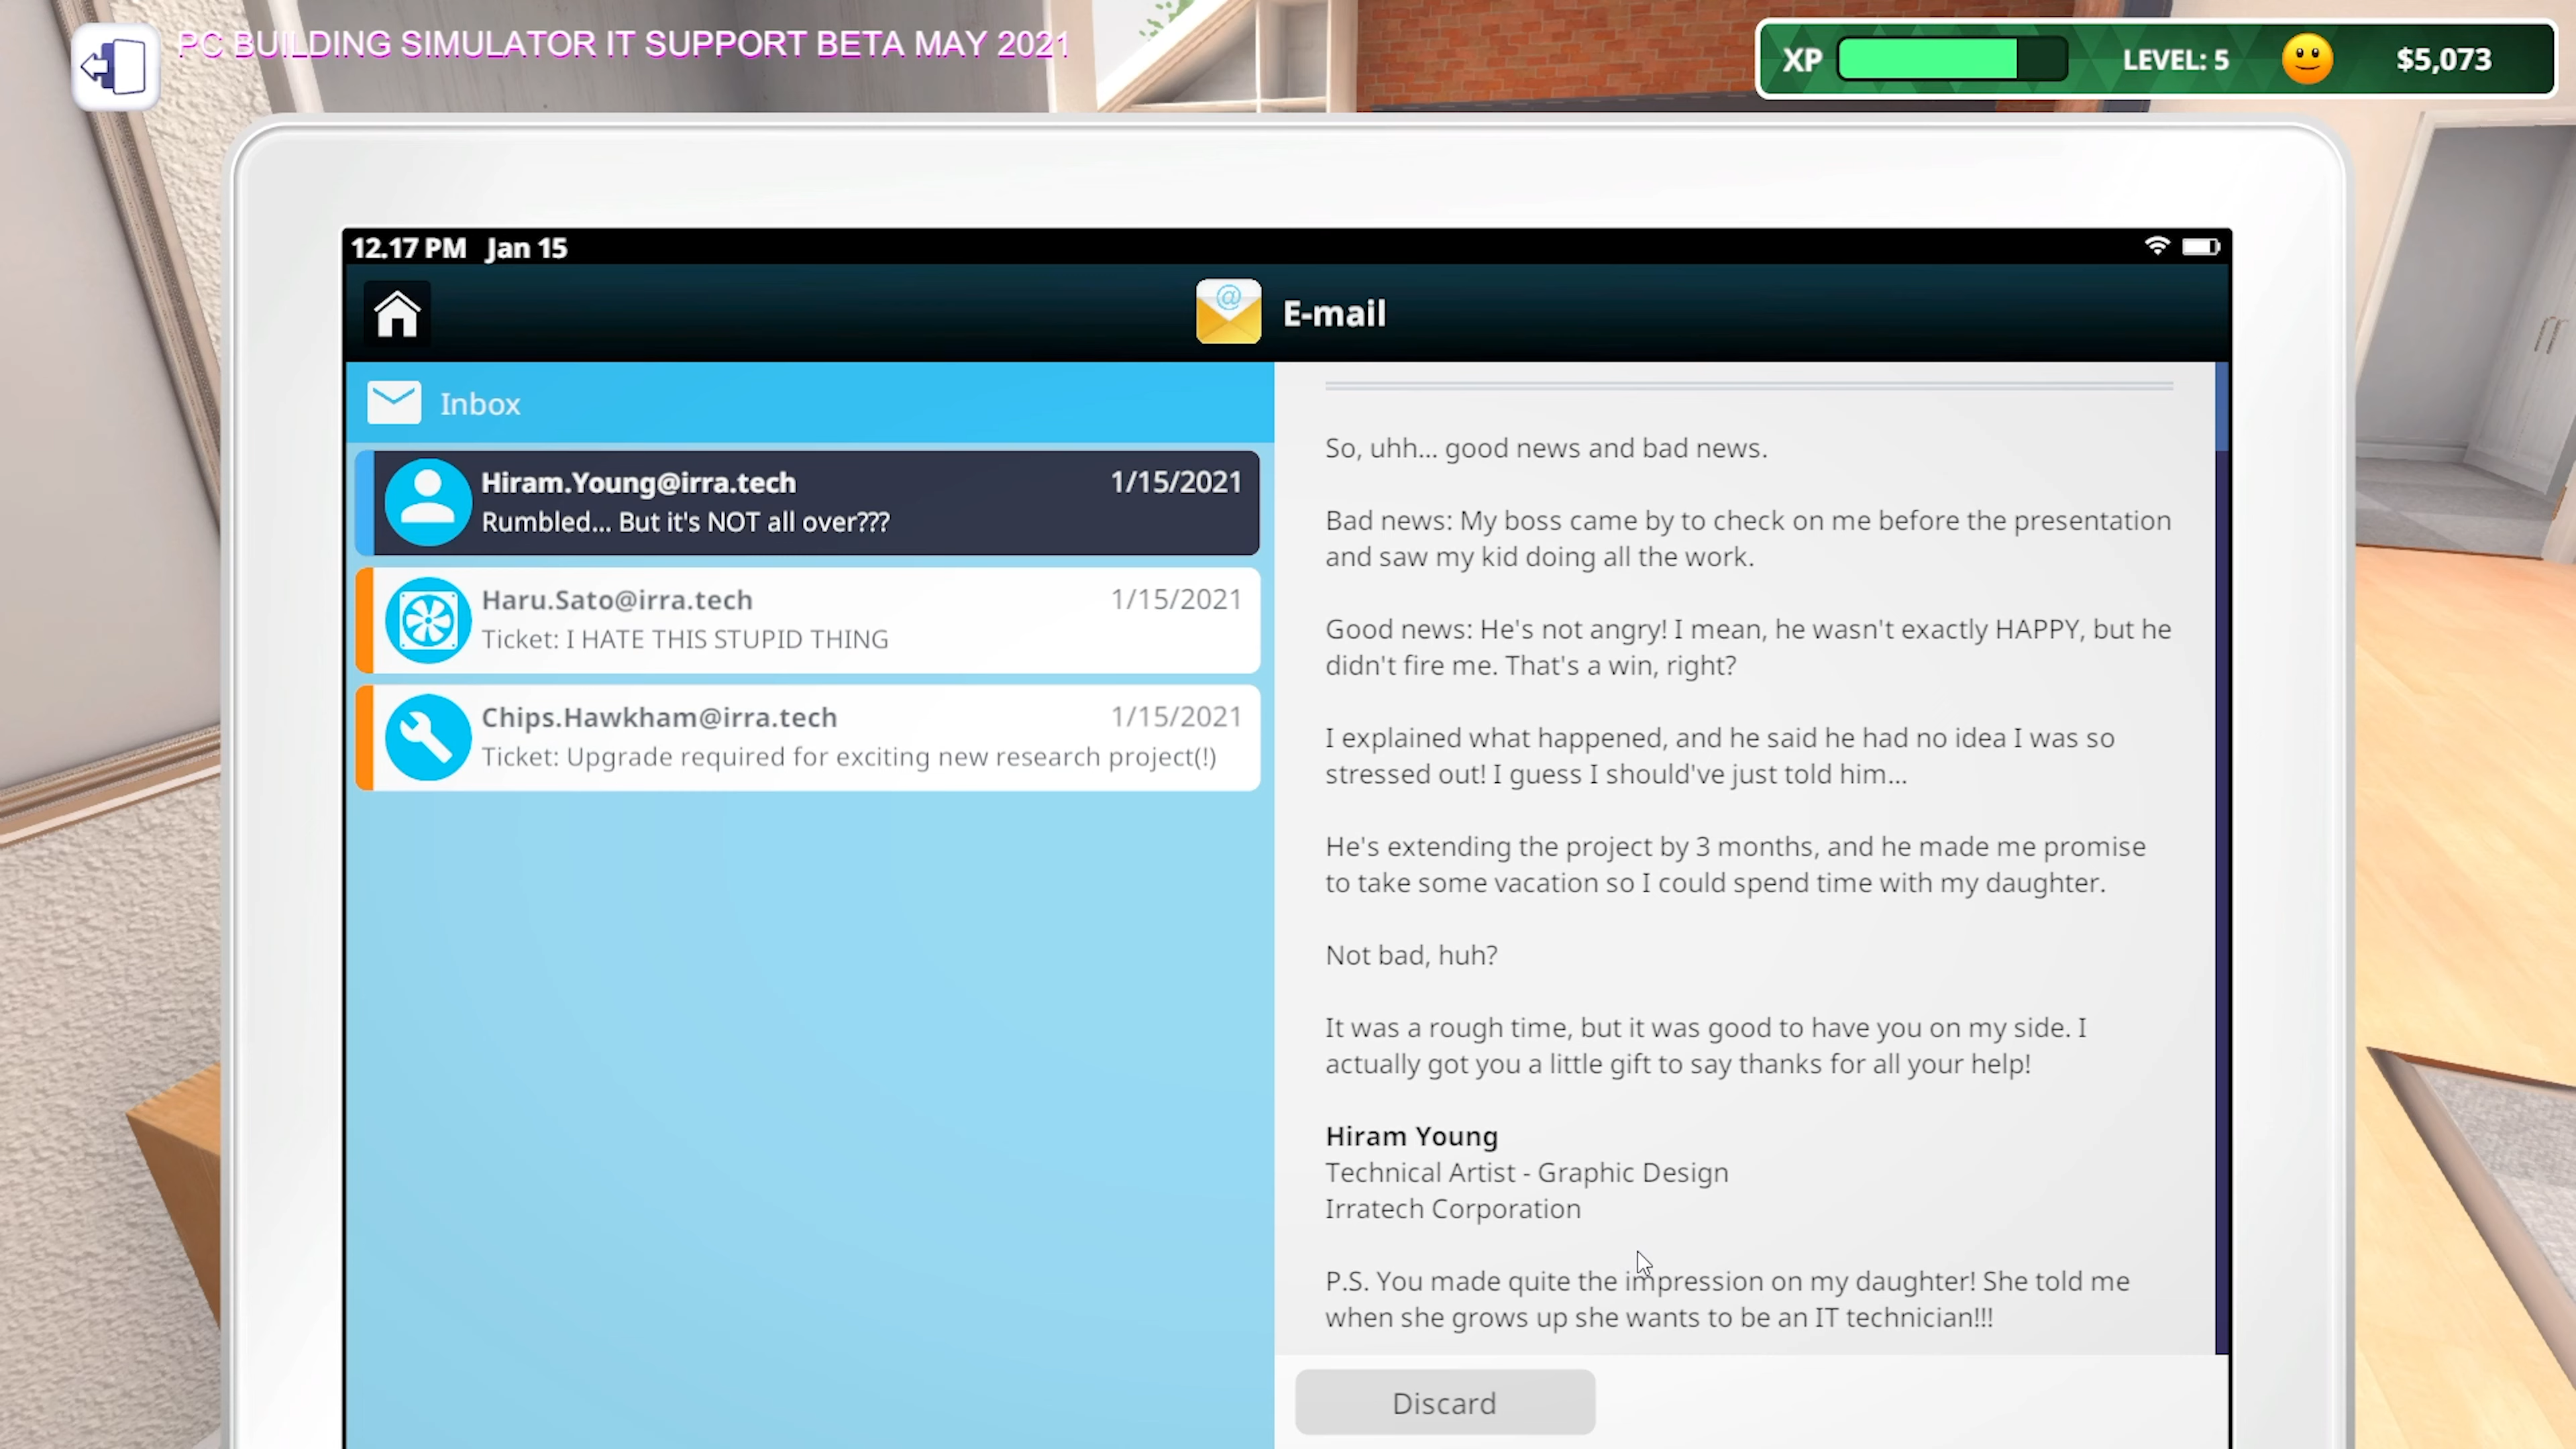 PC BUILDING SIMULATOR IT SUPPORT BETA MAY 2021
XP
LEVEL: 5
$5,073
12.17 PM Jan 15
E-mail
Inbox
Hiram.Young@irra.tech 1/15/2021
Rumbled... But it's NOT all over???
Haru.Sato@irra.tech 1/15/2021
Ticket: I HATE THIS STUPID THING
Chips.Hawkham@irra.tech 1/15/2021
Ticket: Upgrade required for exciting new research project(!)
So, uhh... good news and bad news.
Bad news: My boss came by to check on me before the presentation
and saw my kid doing all the work.
Good news: He's not angry! I mean, he wasn't exactly HAPPY, but he
didn't fire me. That's a win, right?
I explained what happened, and he said he had no idea I was so
stressed out! I guess I should've just told him...
He's extending the project by 3 months, and he made me promise
to take some vacation so I could spend time with my daughter.
Not bad, huh?
It was a rough time, but it was good to have you on my side. I
actually got you a little gift to say thanks for all your help!
Hiram Young
Technical Artist - Graphic Design
Irratech Corporation
P.S. You made quite the impression on my daughter! She told me
when she grows up she wants to be an IT technician!!!
Discard